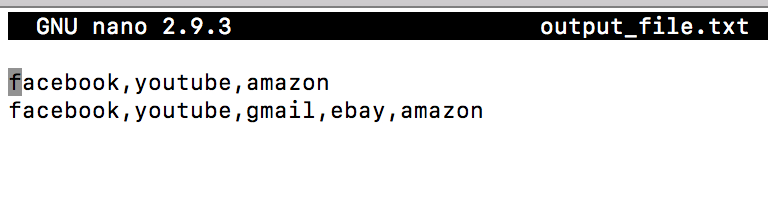 GNU nano 2.9.3 output_file.txt
facebook,youtube,amazon
facebook,youtube,gmail,ebay,amazon